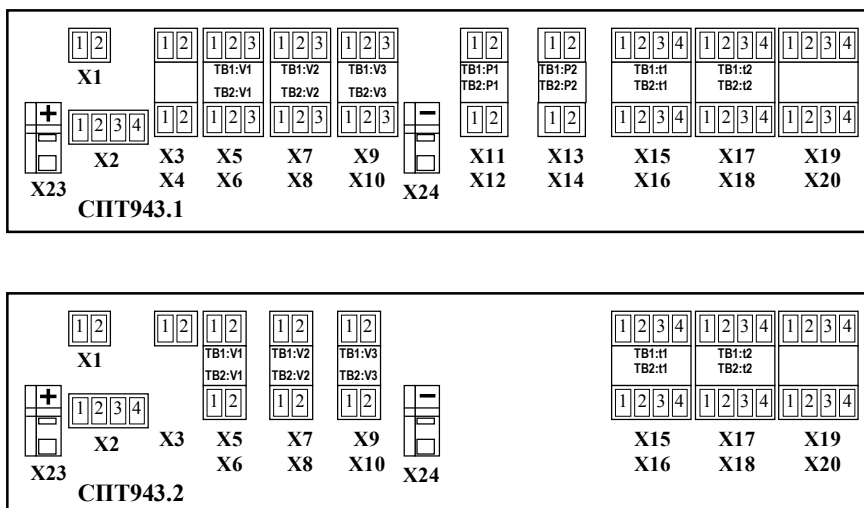 1 2 1 2 1 2 3 1 2 3 1 2 3 1 2 1 2 1 2 3 4 1 2 3 4 1 2 3 4
X1 TB1:V1 TB1:V2 TB1:V3 TB1:P1 TB1:P2 TB1:t1 TB1:t2
TB2:V1 TB2:V2 TB2:V3 TB2:P1 TB2:P2 TB2:t1 TB2:t2
+ 1 2 3 4 1 2 1 2 3 1 2 3 1 2 3 − 1 2 1 2 1 2 3 4 1 2 3 4 1 2 3 4
X2 X3 X5 X7 X9 X11 X13 X15 X17 X19
X23 X4 X6 X8 X10 X24 X12 X14 X16 X18 X20
СПТ943.1
1 2 1 2 1 2 1 2 1 2 1 2 3 4 1 2 3 4 1 2 3 4
X1 TB1:V1 TB1:V2 TB1:V3 TB1:t1 TB1:t2
TB2:V1 TB2:V2 TB2:V3 TB2:t1 TB2:t2
+ 1 2 3 4 1 2 1 2 1 2 − 1 2 3 4 1 2 3 4 1 2 3 4
X2 X3 X5 X7 X9 X15 X17 X19
X23 X6 X8 X10 X24 X16 X18 X20
СПТ943.2